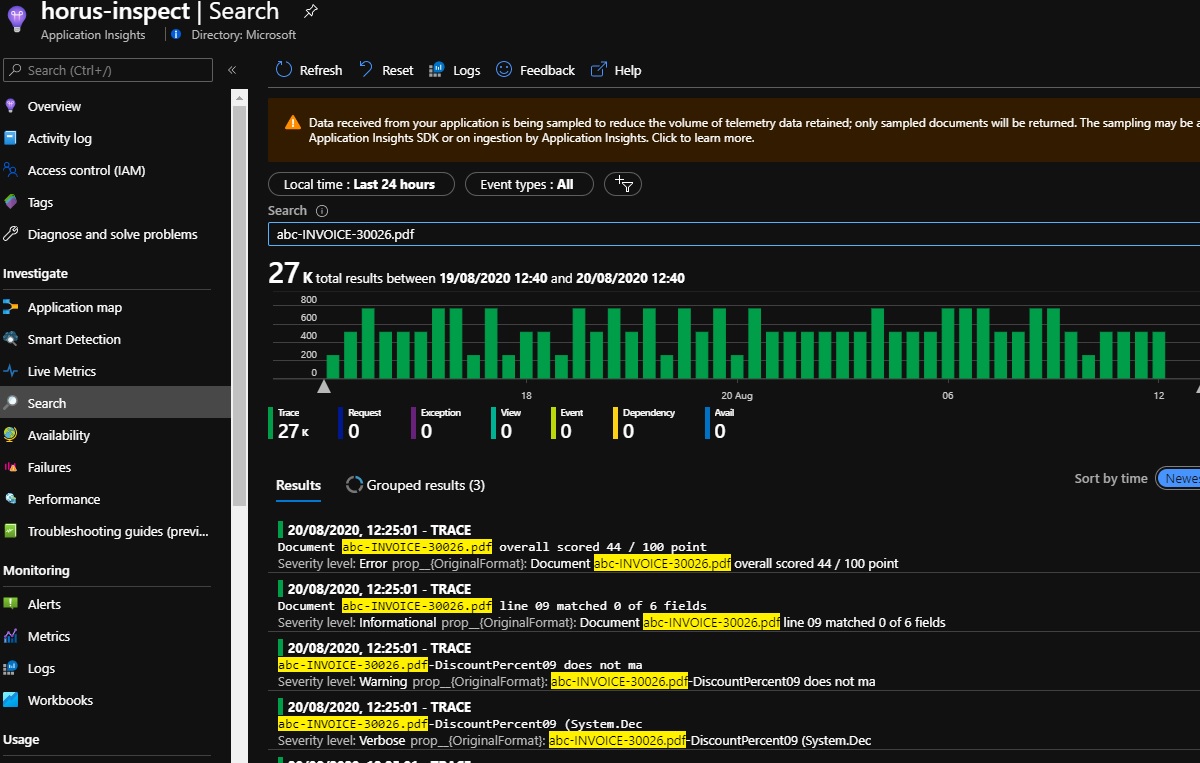 horus-inspect | Search
Application Insights
Directory: Microsoft
Search (Ctrl+/)
«
Overview
Activity log
Access control (IAM)
Tags
Diagnose and solve problems
Investigate
Application map
Smart Detection
Live Metrics
Search
Availability
Failures
Performance
Troubleshooting guides (previ...
Monitoring
Alerts
Metrics
Logs
Workbooks
Usage
Refresh Reset Logs Feedback Help
Data received from your application is being sampled to reduce the volume of telemetry data retained; only sampled documents will be returned. The sampling may be a
Application Insights SDK or on ingestion by Application Insights. Click to learn more.
Local time : Last 24 hours Event types : All
Search
abc-INVOICE-30026.pdf
27 K total results between 19/08/2020 12:40 and 20/08/2020 12:40
800
600
400
200
0
18 20 Aug 06 12
Trace Request Exception View Event Dependency Avail
27 K 0 0 0 0 0 0
Results Grouped results (3)
Sort by time Newes
20/08/2020, 12:25:01 - TRACE
Document abc-INVOICE-30026.pdf overall scored 44 / 100 point
Severity level: Error prop__{OriginalFormat}: Document abc-INVOICE-30026.pdf overall scored 44 / 100 point
20/08/2020, 12:25:01 - TRACE
Document abc-INVOICE-30026.pdf line 09 matched 0 of 6 fields
Severity level: Informational prop__{OriginalFormat}: Document abc-INVOICE-30026.pdf line 09 matched 0 of 6 fields
20/08/2020, 12:25:01 - TRACE
abc-INVOICE-30026.pdf-DiscountPercent09 does not ma
Severity level: Warning prop__{OriginalFormat}: abc-INVOICE-30026.pdf-DiscountPercent09 does not ma
20/08/2020, 12:25:01 - TRACE
abc-INVOICE-30026.pdf-DiscountPercent09 (System.Dec
Severity level: Verbose prop__{OriginalFormat}: abc-INVOICE-30026.pdf-DiscountPercent09 (System.Dec